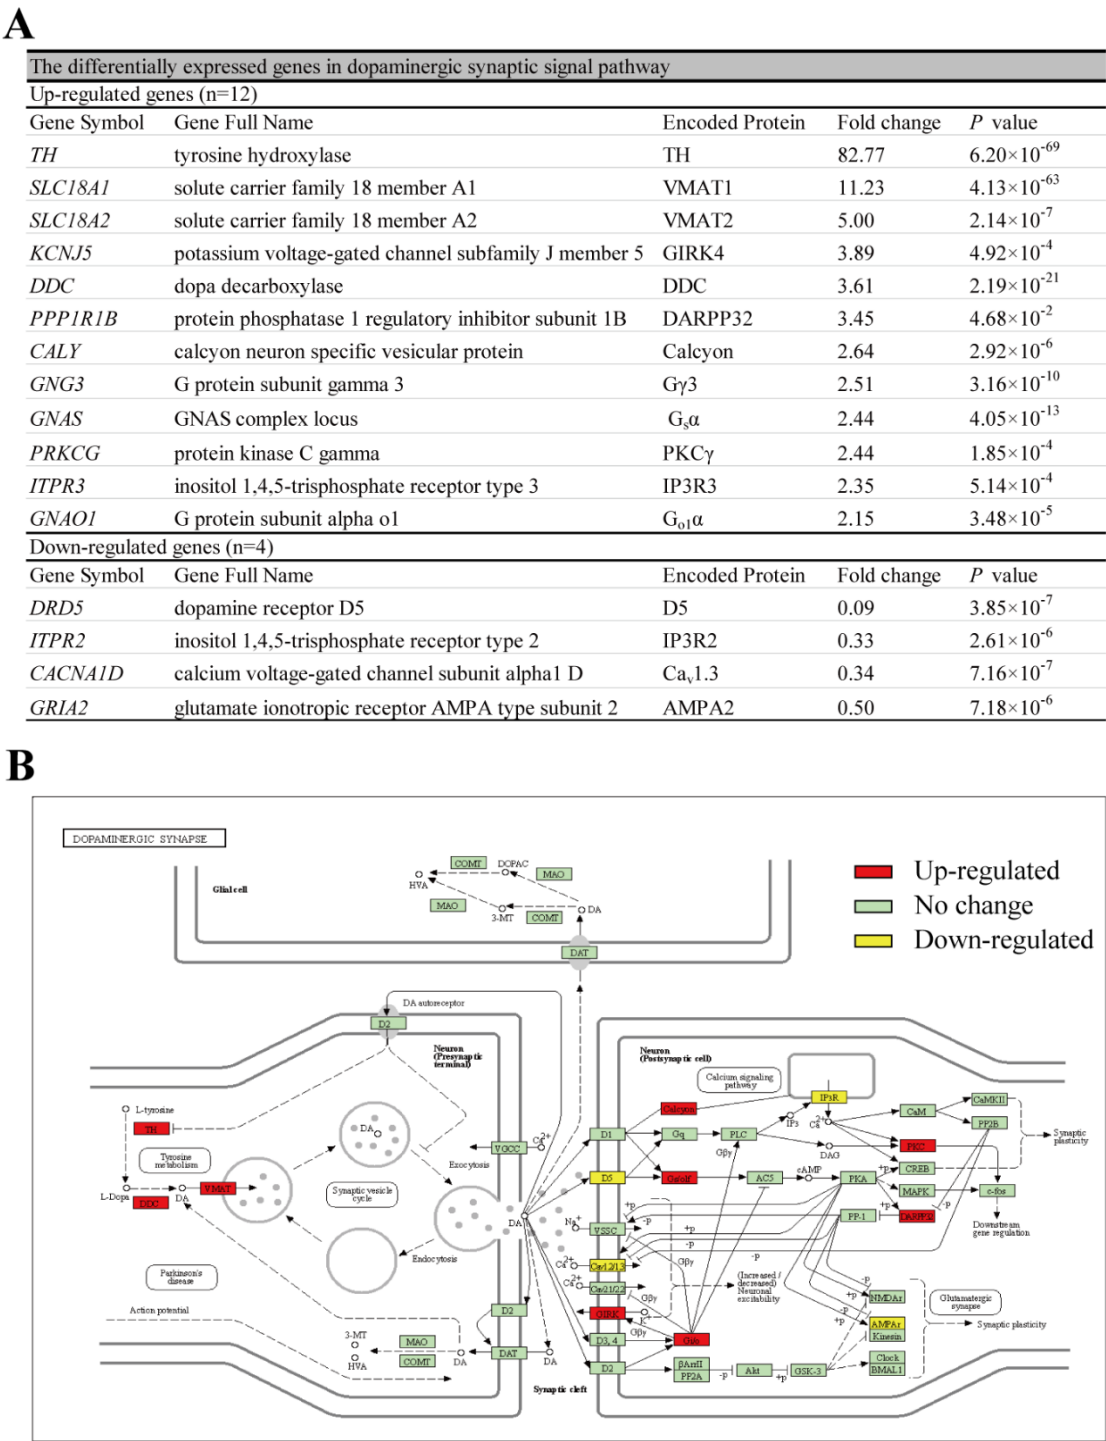 A
The differentially expressed genes in dopaminergic synaptic signal pathway
Up-regulated genes (n=12)
Gene Symbol Gene Full Name Encoded Protein Fold change P value
TH tyrosine hydroxylase TH 82.77 6.20×10^-69
SLC18A1 solute carrier family 18 member A1 VMAT1 11.23 4.13×10^-63
SLC18A2 solute carrier family 18 member A2 VMAT2 5.00 2.14×10^-7
KCNJ5 potassium voltage-gated channel subfamily J member 5 GIRK4 3.89 4.92×10^-4
DDC dopa decarboxylase DDC 3.61 2.19×10^-21
PPP1R1B protein phosphatase 1 regulatory inhibitor subunit 1B DARPP32 3.45 4.68×10^-2
CALY calcyon neuron specific vesicular protein Calcyon 2.64 2.92×10^-6
GNG3 G protein subunit gamma 3 Gγ3 2.51 3.16×10^-10
GNAS GNAS complex locus Gsα 2.44 4.05×10^-13
PRKCG protein kinase C gamma PKCγ 2.44 1.85×10^-4
ITPR3 inositol 1,4,5-trisphosphate receptor type 3 IP3R3 2.35 5.14×10^-4
GNAO1 G protein subunit alpha o1 Go1α 2.15 3.48×10^-5
Down-regulated genes (n=4)
Gene Symbol Gene Full Name Encoded Protein Fold change P value
DRD5 dopamine receptor D5 D5 0.09 3.85×10^-7
ITPR2 inositol 1,4,5-trisphosphate receptor type 2 IP3R2 0.33 2.61×10^-6
CACNA1D calcium voltage-gated channel subunit alpha1 D Cav1.3 0.34 7.16×10^-7
GRIA2 glutamate ionotropic receptor AMPA type subunit 2 AMPA2 0.50 7.18×10^-6
B
DOPAMINERGIC SYNAPSE
Up-regulated
No change
Down-regulated
Glial cell
COMT
DOPAC
MAO
HVA
MAO
3-MT
COMT
DA
DAT
DA autoreceptor
D2
Neuron
(Presynaptic
terminal)
Neuron
(Postsynaptic cell)
Calcium signaling
pathway
IP3R
L-tyrosine
TH
Tyrosine
metabolism
L-Dopa
DDC
DA
VMAT
DA
Synaptic vesicle
cycle
Exocytosis
Endocytosis
VGCC
Ca2+
DA
Parkinson's
disease
Action potential
3-MT
HVA
MAO
COMT
DA
D2
DAT
DA
Synaptic cleft
Calcyon
D1
Gq
PLC
IP3
Ca2+
DAG
CaM
CaMKII
PP2B
Synaptic
plasticity
PKC
D5
Gs/olf
Gβγ
AC5
cAMP
PKA
+p
CREB
MAPK
c-fos
Downstream
gene regulation
PP-1
+p
DARPP32
-p
Na+
VSSC
+p
-p
+p
-p
-p
Ca2+
Cav1.2/1.3
Ca2+
Cav2.1/2.2
Gβγ
Gβγ
(Increased /
decreased)
Neuronal
excitability
GIRK
K+
Gβγ
D3, 4
Gi/o
D2
βArrII
PP2A
-p
Akt
+p
GSK-3
-p
+p
NMDAr
-p
+p
AMPAr
Kinesin
Clock
BMAL1
Glutamatergic
synapse
Synaptic plasticity